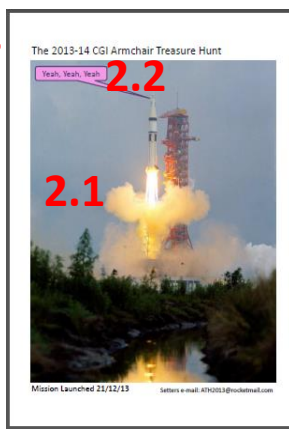 The 2013-14 CGI Armchair Treasure Hunt
Yeah, Yeah, Yeah
2.2
2.1
Mission Launched 21/12/13
Setters e-mail: ATH2013@rocketmail.com